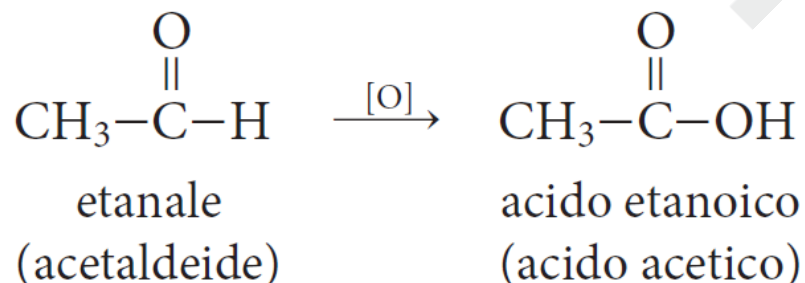 O O
|| ||
CH₃—C—H [O] CH₃—C—OH
etanale acido etanoico
(acetaldeide) (acido acetico)